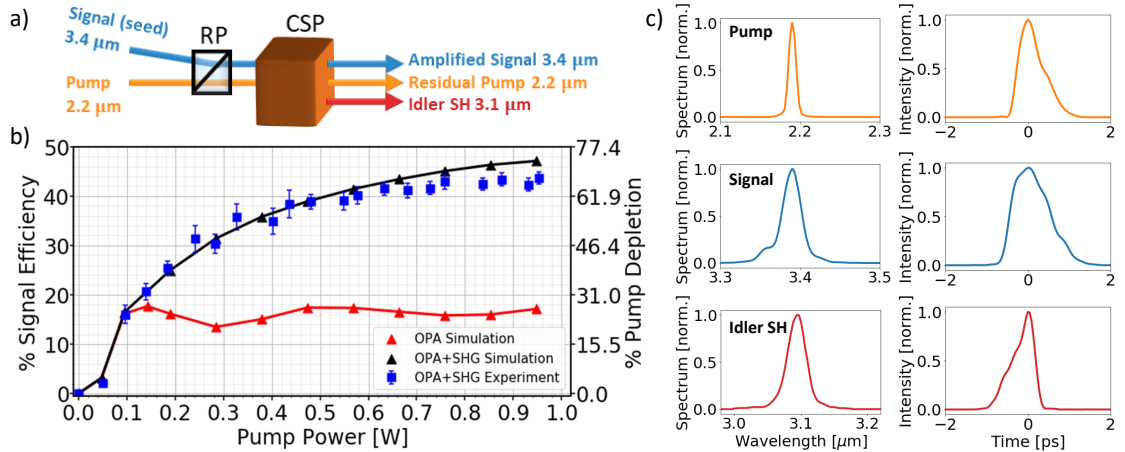 a)
Signal (seed)
3.4 μm
RP
CSP
Pump
2.2 μm
Amplified Signal 3.4 μm
Residual Pump 2.2 μm
Idler SH 3.1 μm
b)
% Signal Efficiency
50
40
30
20
10
0
77.4
61.9
46.4
31.0
15.5
0.0
% Pump Depletion
OPA Simulation
OPA+SHG Simulation
OPA+SHG Experiment
0.0 0.1 0.2 0.3 0.4 0.5 0.6 0.7 0.8 0.9 1.0
Pump Power [W]
c)
Spectrum [norm.]
1.0
0.5
0.0
Pump
2.1 2.2 2.3
Intensity [norm.]
1.0
0.5
0.0
−2 0 2
Spectrum [norm.]
1.0
0.5
0.0
Signal
3.3 3.4 3.5
Intensity [norm.]
1.0
0.5
0.0
−2 0 2
Spectrum [norm.]
1.0
0.5
0.0
Idler SH
3.0 3.1 3.2
Wavelength [μm]
Intensity [norm.]
1.0
0.5
0.0
−2 0 2
Time [ps]